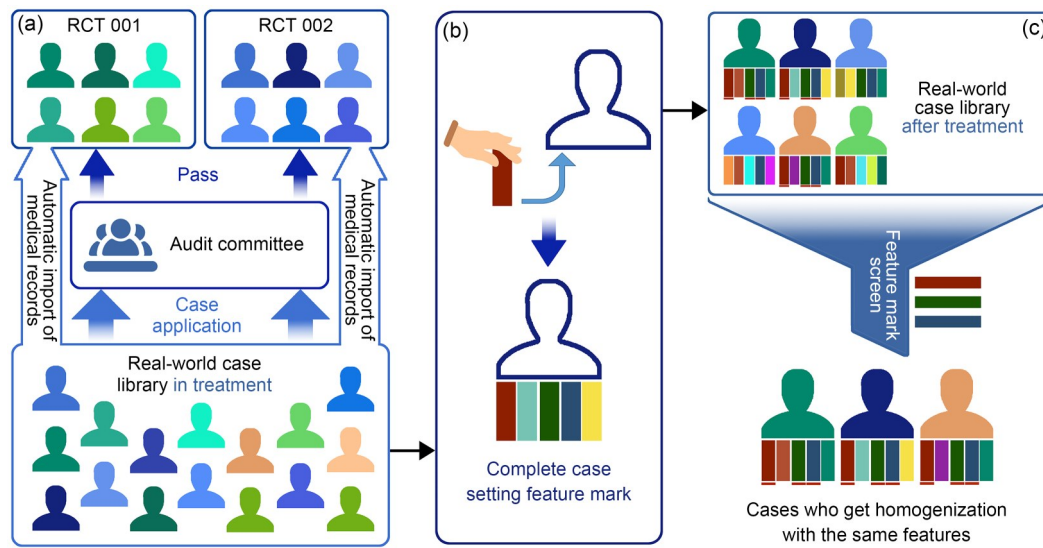 (a)
RCT 001
RCT 002
Pass
Automatic import of
medical records
Audit committee
Automatic import of
medical records
Case
application
Real-world case
library in treatment
(b)
Complete case
setting feature mark
(c)
Real-world
case library
after treatment
Feature mark
screen
Cases who get homogenization
with the same features